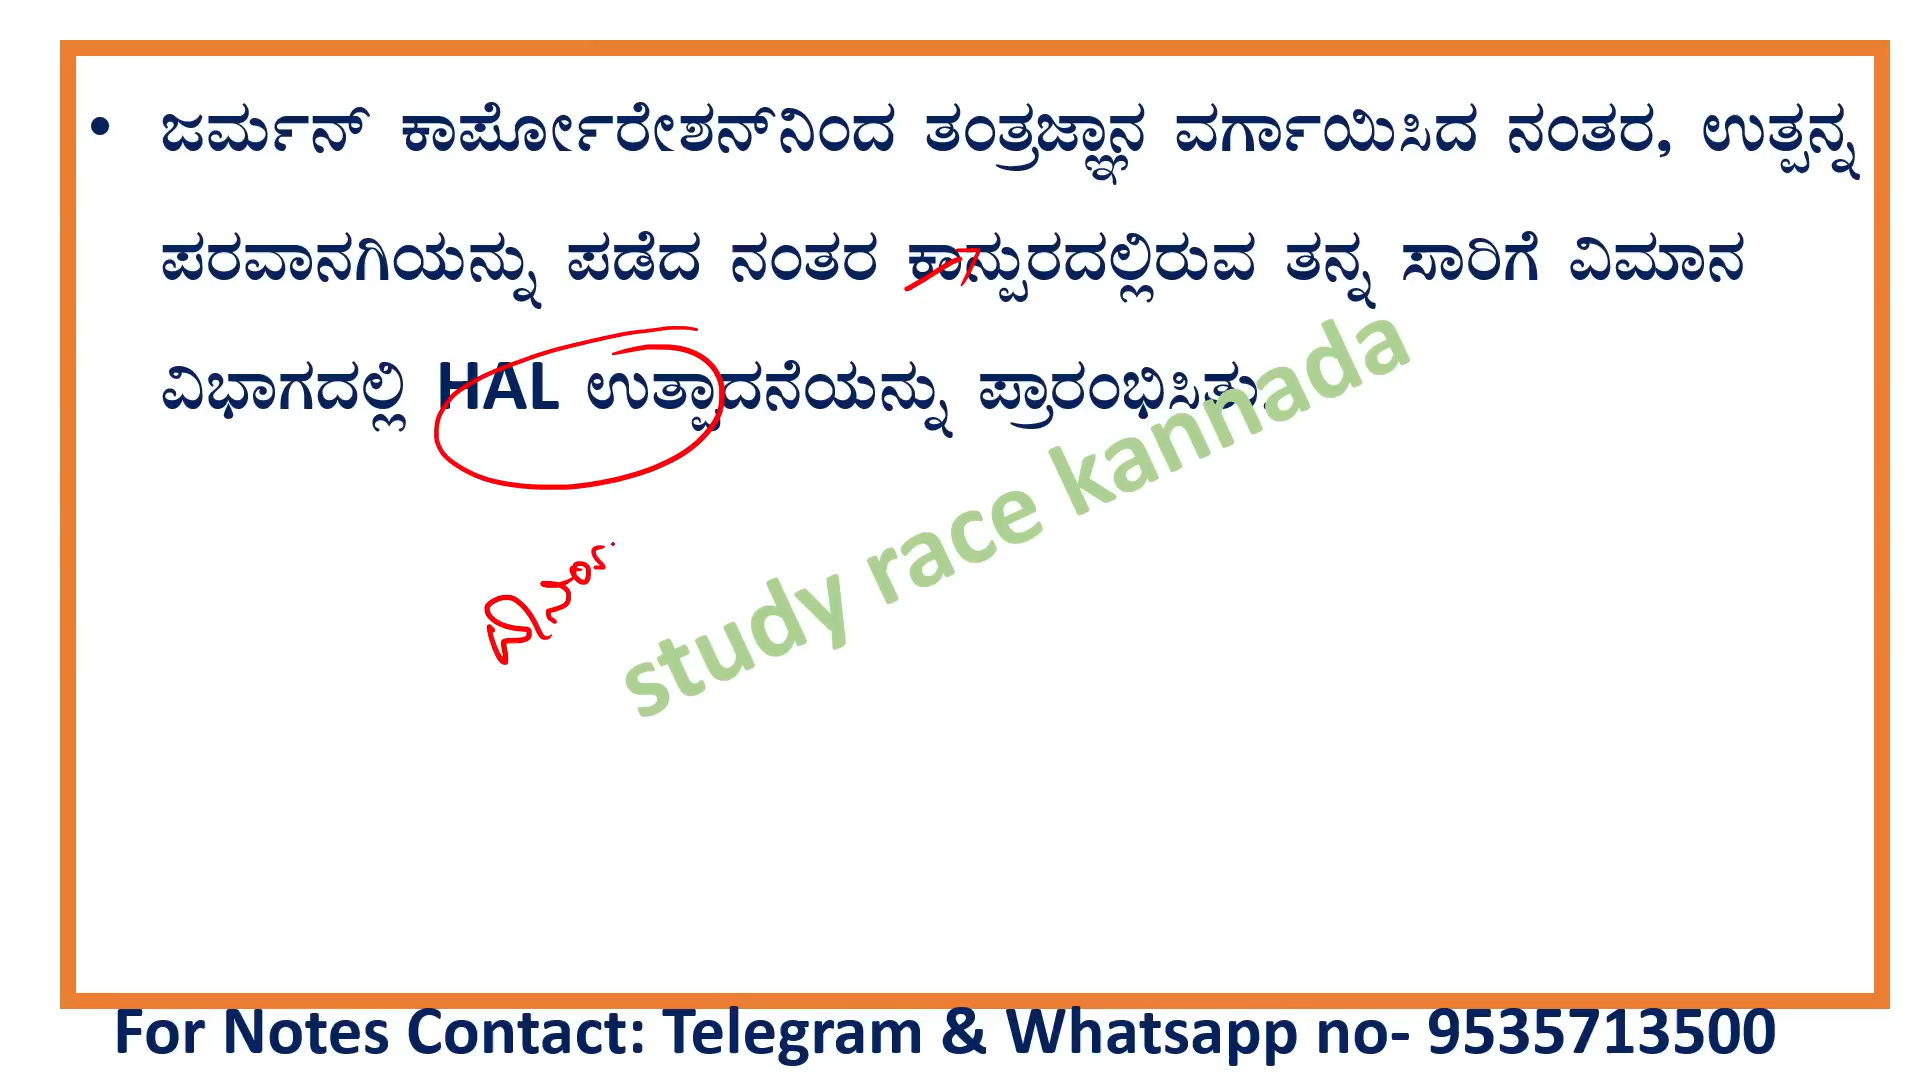 • ಜರ್ಮನ್ ಕಾರ್ಪೋರೇಶನ್‌ನಿಂದ ತಂತ್ರಜ್ಞಾನ ವರ್ಗಾಯಿಸಿದ ನಂತರ, ಉತ್ಪನ್ನ
ಪರವಾನಗಿಯನ್ನು ಪಡೆದ ನಂತರ ಕಾನ್ಪುರದಲ್ಲಿರುವ ತನ್ನ ಸಾರಿಗೆ ವಿಮಾನ
ವಿಭಾಗದಲ್ಲಿ HAL ಉತ್ಪಾದನೆಯನ್ನು ಪ್ರಾರಂಭಿಸಿತು.
study race kannada
For Notes Contact: Telegram & Whatsapp no- 9535713500